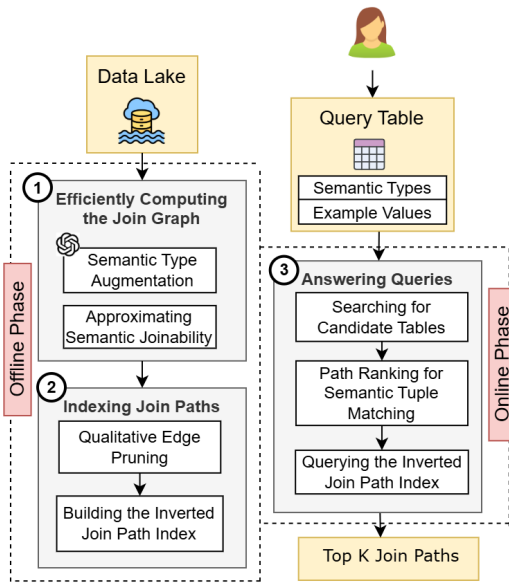 Data Lake
1
Efficiently Computing
the Join Graph
Semantic Type
Augmentation
Approximating
Semantic Joinability
Offline Phase
2
Indexing Join Paths
Qualitative Edge
Pruning
Building the Inverted
Join Path Index
Query Table
Semantic Types
Example Values
3
Answering Queries
Searching for
Candidate Tables
Path Ranking for
Semantic Tuple
Matching
Querying the Inverted
Join Path Index
Online Phase
Top K Join Paths